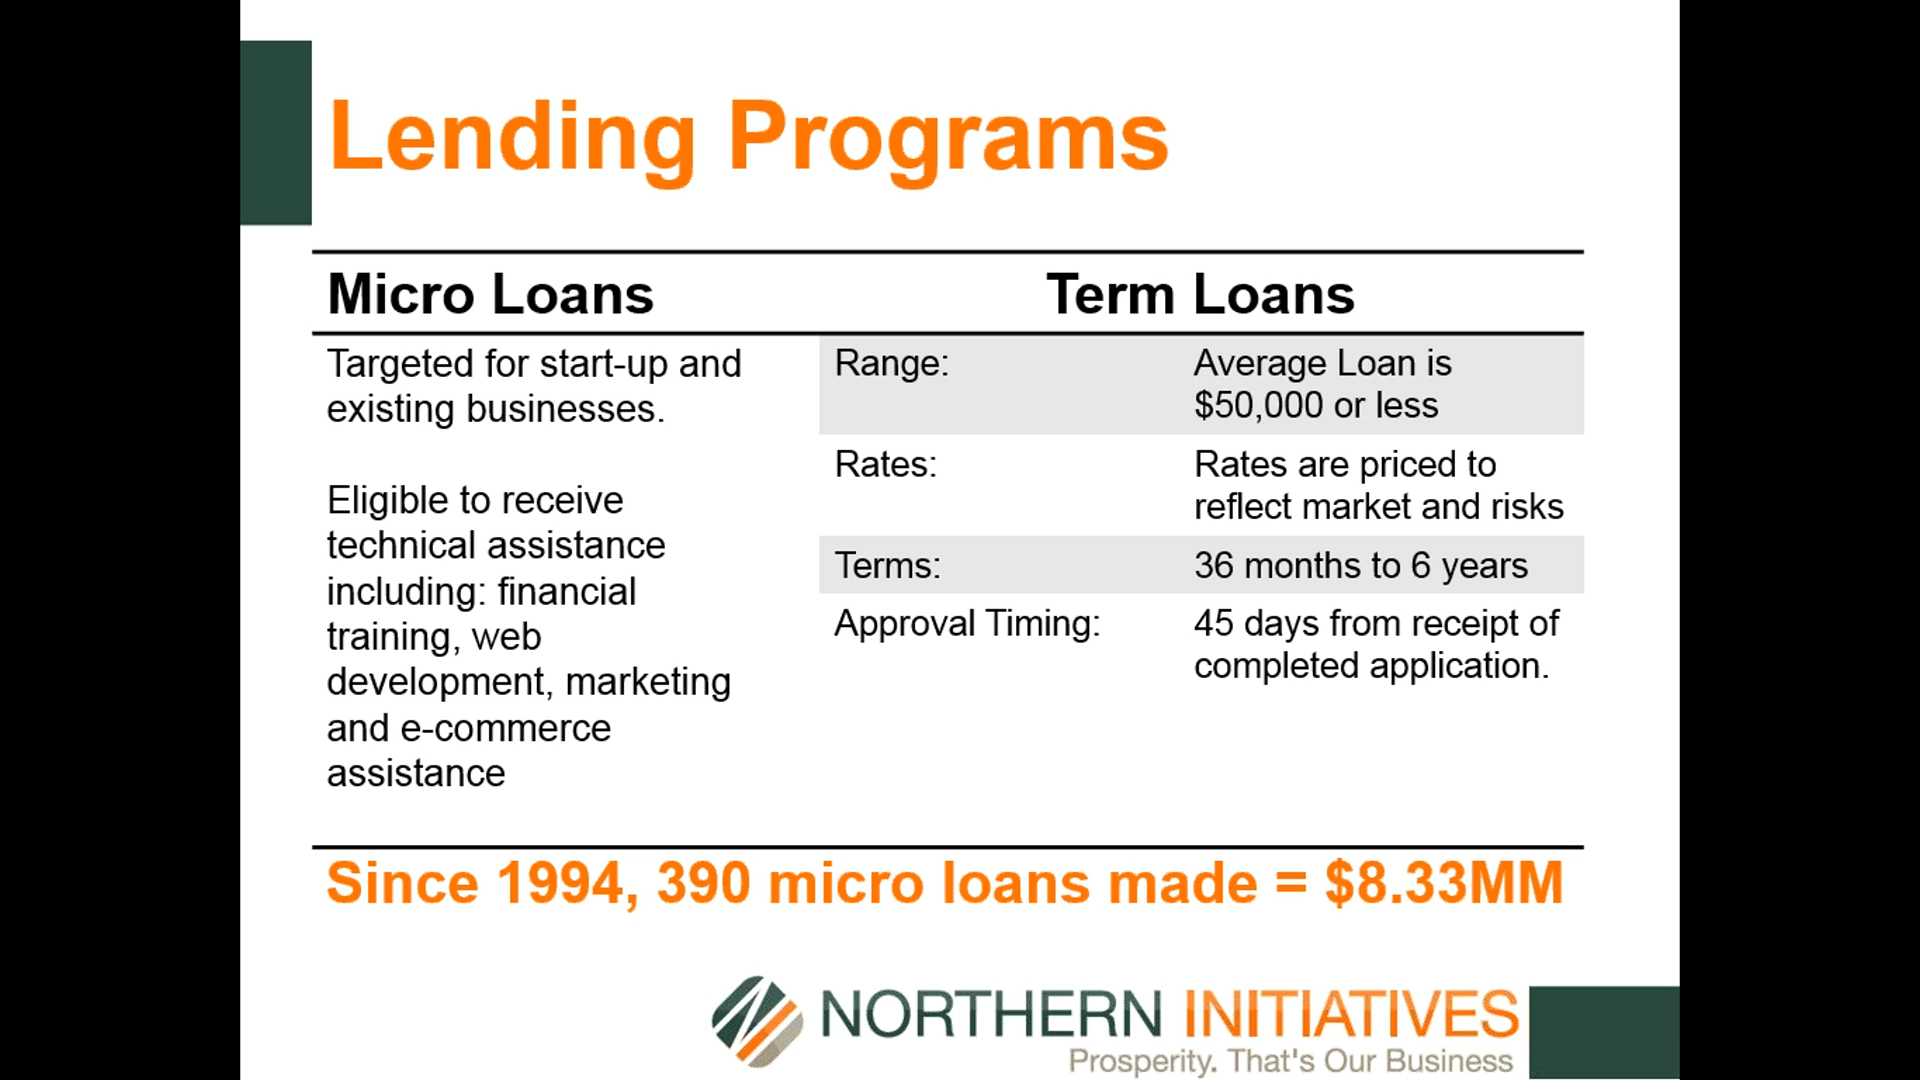 Lending Programs
Micro Loans
Term Loans
Targeted for start-up and
existing businesses.
Eligible to receive
technical assistance
including: financial
training, web
development, marketing
and e-commerce
assistance
Range:
Average Loan is
$50,000 or less
Rates:
Rates are priced to
reflect market and risks
Terms:
36 months to 6 years
Approval Timing:
45 days from receipt of
completed application.
Since 1994, 390 micro loans made = $8.33MM
NORTHERN INITIATIVES
Prosperity. That's Our Business